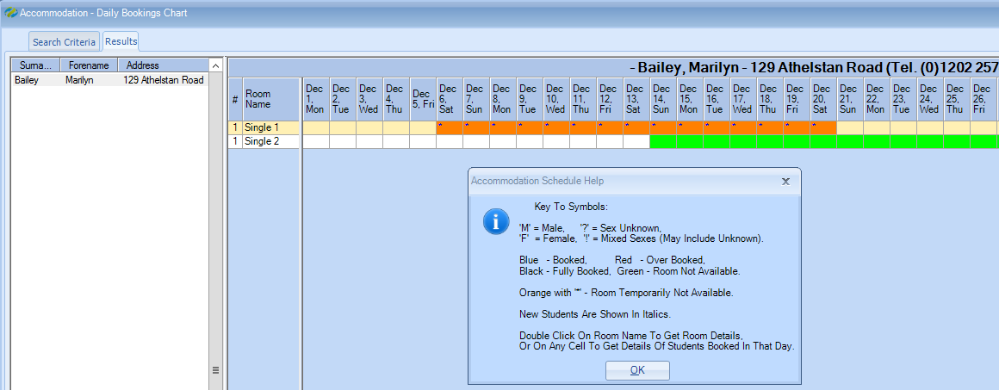 Accommodation - Daily Bookings Chart
Search Criteria Results
Surna... Forename Address
Bailey Marilyn 129 Athelstan Road
- Bailey, Marilyn - 129 Athelstan Road (Tel. (0)1202 257
# Room Name Dec 1, Mon Dec 2, Tue Dec 3, Wed Dec 4, Thu Dec 5, Fri Dec 6, Sat Dec 7, Sun Dec 8, Mon Dec 9, Tue Dec 10, Wed Dec 11, Thu Dec 12, Fri Dec 13, Sat Dec 14, Sun Dec 15, Mon Dec 16, Tue Dec 17, Wed Dec 18, Thu Dec 19, Fri Dec 20, Sat Dec 21, Sun Dec 22, Mon Dec 23, Tue Dec 24, Wed Dec 25, Thu Dec 26, Fri
1 Single 1 * * * * * * * * * * * * * * *
1 Single 2
Accommodation Schedule Help x
Key To Symbols:
'M' = Male, '?' = Sex Unknown,
'F' = Female, '!' = Mixed Sexes (May Include Unknown).
Blue - Booked, Red - Over Booked,
Black - Fully Booked, Green - Room Not Available.
Orange with '*' - Room Temporarily Not Available.
New Students Are Shown In Italics.
Double Click On Room Name To Get Room Details,
Or On Any Cell To Get Details Of Students Booked In That Day.
OK